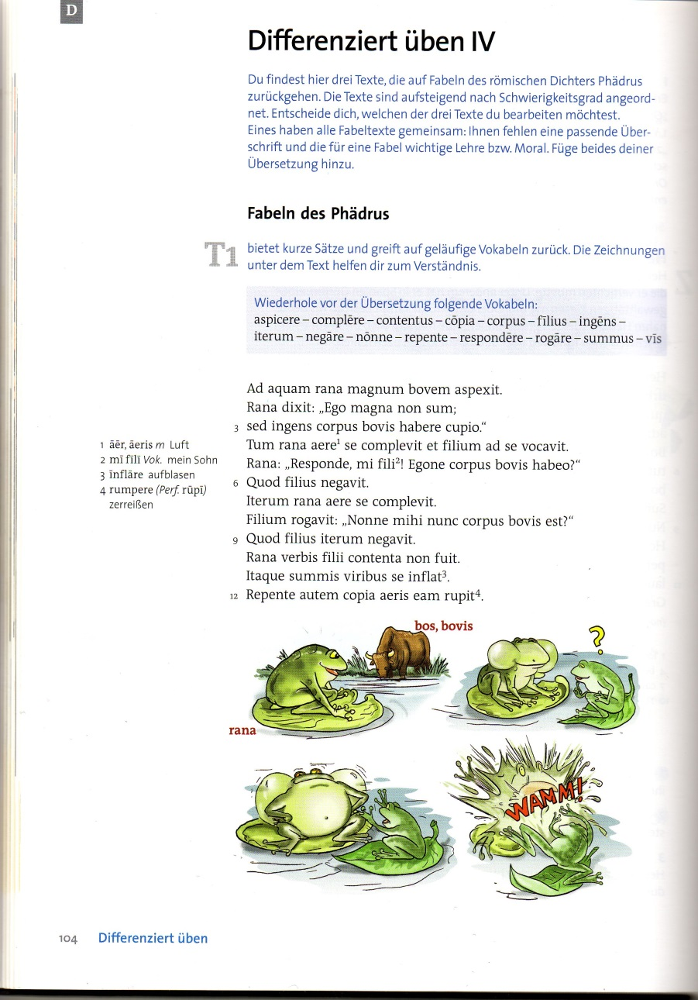 D
Differenziert üben IV
Du findest hier drei Texte, die auf Fabeln des römischen Dichters Phädrus
zurückgehen. Die Texte sind aufsteigend nach Schwierigkeitsgrad angeord-
net. Entscheide dich, welchen der drei Texte du bearbeiten möchtest.
Eines haben alle Fabeltexte gemeinsam: Ihnen fehlen eine passende Über-
schrift und die für eine Fabel wichtige Lehre bzw. Moral. Füge beides deiner
Übersetzung hinzu.
Fabeln des Phädrus
T1
bietet kurze Sätze und greift auf geläufige Vokabeln zurück. Die Zeichnungen
unter dem Text helfen dir zum Verständnis.
Wiederhole vor der Übersetzung folgende Vokabeln:
aspicere – complēre – contentus – cōpia – corpus – fīlius – ingēns –
iterum – negāre – nōnne – repente – respondēre – rogāre – summus – vīs
Ad aquam rana magnum bovem aspexit.
Rana dixit: „Ego magna non sum;
3 sed ingens corpus bovis habere cupio.“
Tum rana aere¹ se complevit et filium ad se vocavit.
Rana: „Responde, mi fili²! Egone corpus bovis habeo?“
6 Quod filius negavit.
Iterum rana aere se complevit.
Filium rogavit: „Nonne mihi nunc corpus bovis est?“
9 Quod filius iterum negavit.
Rana verbis filii contenta non fuit.
Itaque summis viribus se inflat³.
12 Repente autem copia aeris eam rupit⁴.
1 āēr, āeris m Luft
2 mī fīlī Vok. mein Sohn
3 īnflāre aufblasen
4 rumpere (Perf. rūpī)
zerreißen
bos, bovis
?
rana
WAMM!
104 Differenziert üben